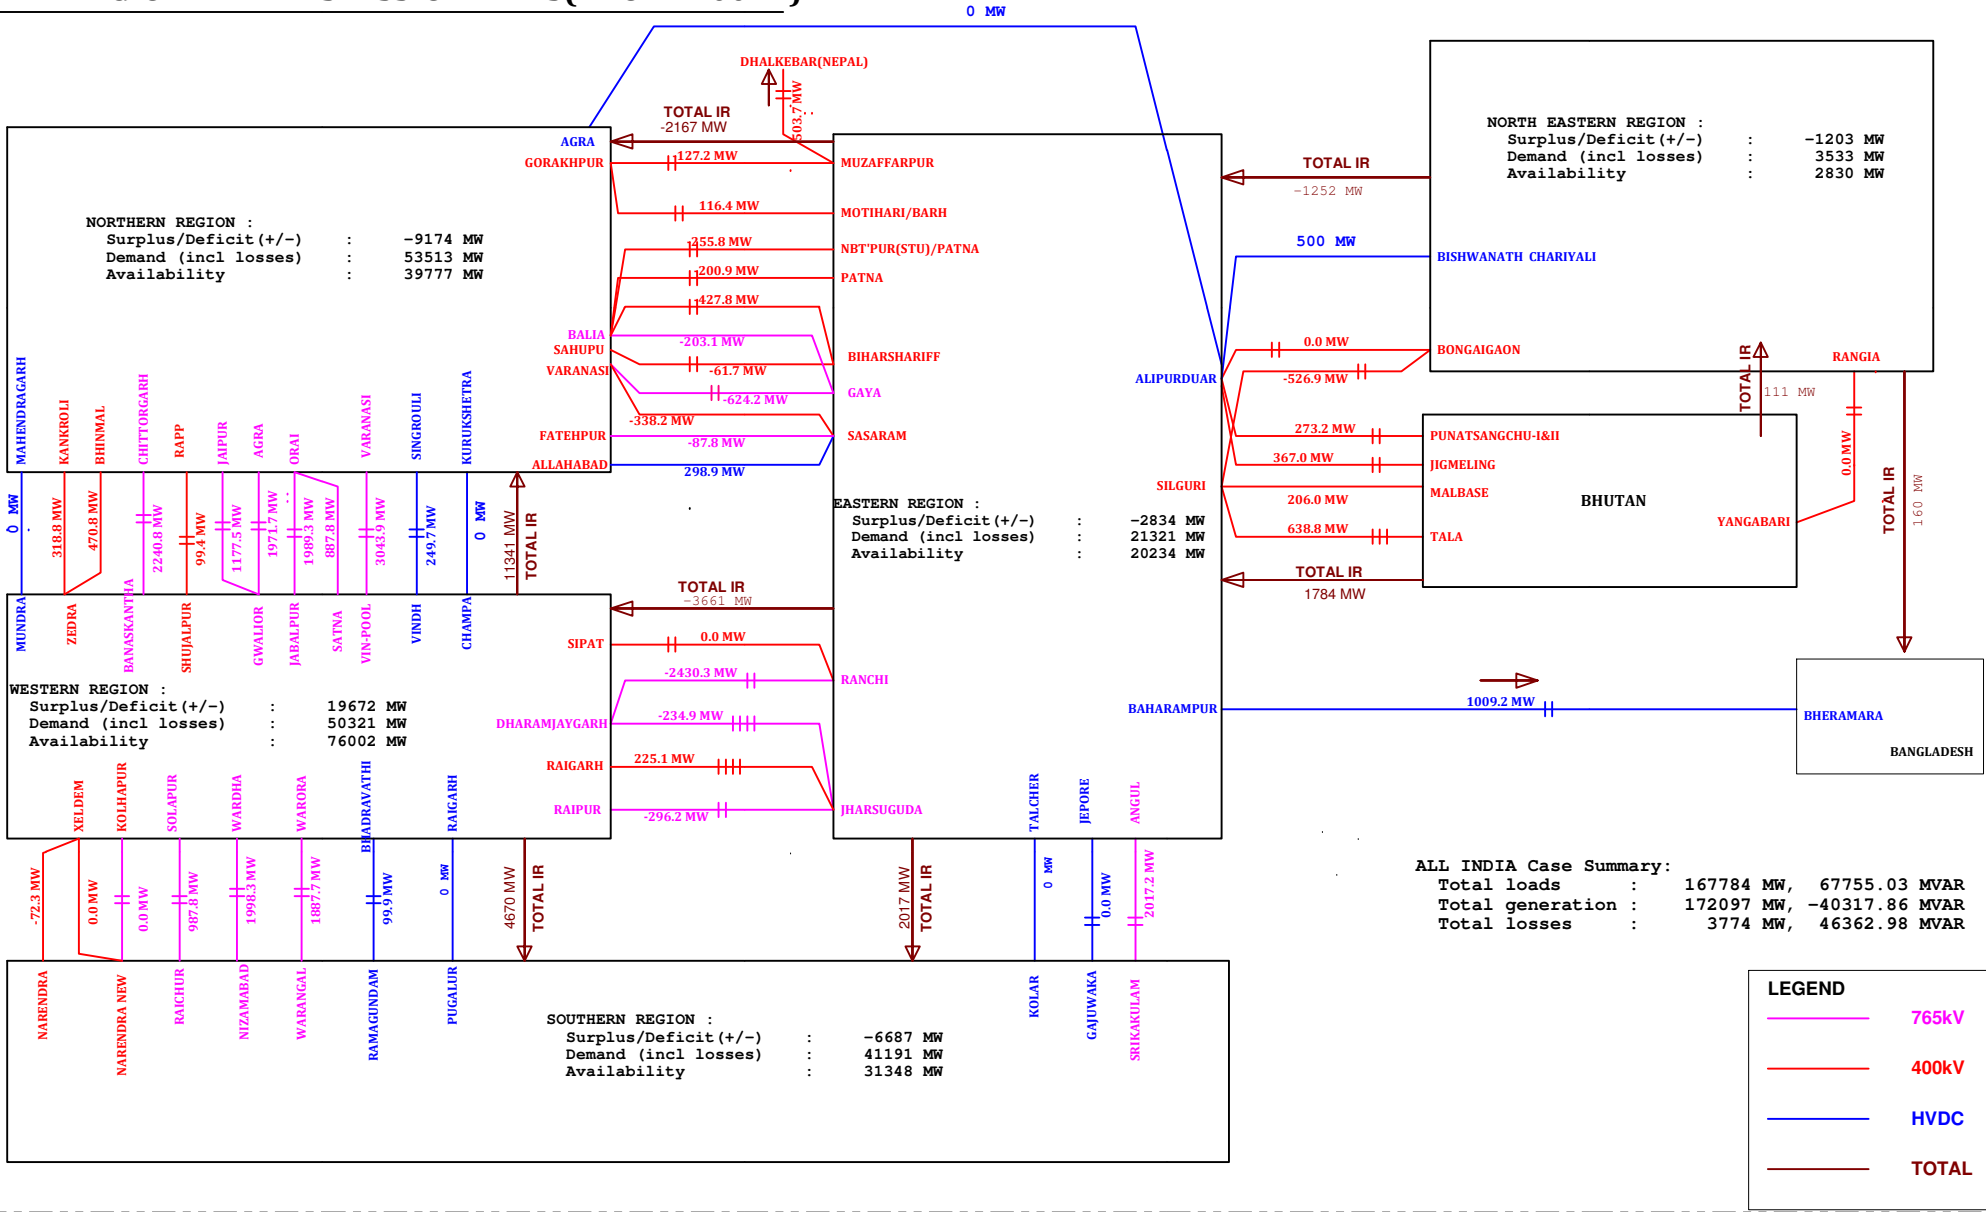 0 MW
DHALKEBAR(NEPAL)
503.7 MW
TOTAL IR
-2167 MW
AGRA
GORAKHPUR
127.2 MW
MUZAFFARPUR
116.4 MW
MOTIHARI/BARH
-255.8 MW
NBT'PUR(STU)/PATNA
-200.9 MW
PATNA
-427.8 MW
BALIA
-203.1 MW
SAHUPU
-61.7 MW
BIHARSHARIFF
VARANASI
-624.2 MW
GAYA
-338.2 MW
FATEHPUR
-87.8 MW
SASARAM
ALLAHABAD
298.9 MW
NORTHERN REGION :
Surplus/Deficit(+/-) : -9174 MW
Demand (incl losses) : 53513 MW
Availability : 39777 MW
NORTH EASTERN REGION :
Surplus/Deficit(+/-) : -1203 MW
Demand (incl losses) : 3533 MW
Availability : 2830 MW
TOTAL IR
-1252 MW
500 MW
BISHWANATH CHARIYALI
0.0 MW
BONGAIGAON
-526.9 MW
RANGIA
ALIPURDUAR
TOTAL IR
111 MW
273.2 MW
PUNATSANGCHU-I&II
367.0 MW
JIGMELING
SILGURI
206.0 MW
MALBASE
638.8 MW
TALA
BHUTAN
YANGABARI
0.0 MW
TOTAL IR
160 MW
TOTAL IR
1784 MW
MAHENDRAGARH
KANKROLI
BHINMAL
CHITTORGARH
RAPP
JAIPUR
AGRA
ORAI
VARANASI
SINGROULI
KURUKSHETRA
0 MW
318.8 MW
470.8 MW
2240.8 MW
99.4 MW
1177.5 MW
1971.7 MW
1989.3 MW
887.8 MW
3043.9 MW
249.7 MW
0 MW
11341 MW
TOTAL IR
MUNDRA
ZEDRA
BANASKANTHA
SHUJALPUR
GWALIOR
JABALPUR
SATNA
VIN-POOL
VINDH
CHAMPA
EASTERN REGION :
Surplus/Deficit(+/-) : -2834 MW
Demand (incl losses) : 21321 MW
Availability : 20234 MW
TOTAL IR
-3661 MW
SIPAT
0.0 MW
RANCHI
-2430.3 MW
DHARAMJAYGARH
-234.9 MW
RAIGARH
225.1 MW
RAIPUR
-296.2 MW
JHARSUGUDA
WESTERN REGION :
Surplus/Deficit(+/-) : 19672 MW
Demand (incl losses) : 50321 MW
Availability : 76002 MW
BAHARAMPUR
1009.2 MW
BHERAMARA
BANGLADESH
XELDEM
KOLHAPUR
SOLAPUR
WARDHA
WARORA
BHADRAVATHI
RAIGARH
TALCHER
JEPORE
ANGUL
-72.3 MW
0.0 MW
0.0 MW
987.8 MW
1998.3 MW
1887.7 MW
99.9 MW
0 MW
4670 MW
TOTAL IR
2017 MW
TOTAL IR
0 MW
0.0 MW
2017.2 MW
NARENDRA
NARENDRA NEW
RAICHUR
NIZAMABAD
WARANGAL
RAMAGUNDAM
PUGALUR
KOLAR
GAJUWAKA
SRIKAKULAM
SOUTHERN REGION :
Surplus/Deficit(+/-) : -6687 MW
Demand (incl losses) : 41191 MW
Availability : 31348 MW
ALL INDIA Case Summary:
Total loads : 167784 MW, 67755.03 MVAR
Total generation : 172097 MW, -40317.86 MVAR
Total losses : 3774 MW, 46362.98 MVAR
LEGEND
765kV
400kV
HVDC
TOTAL